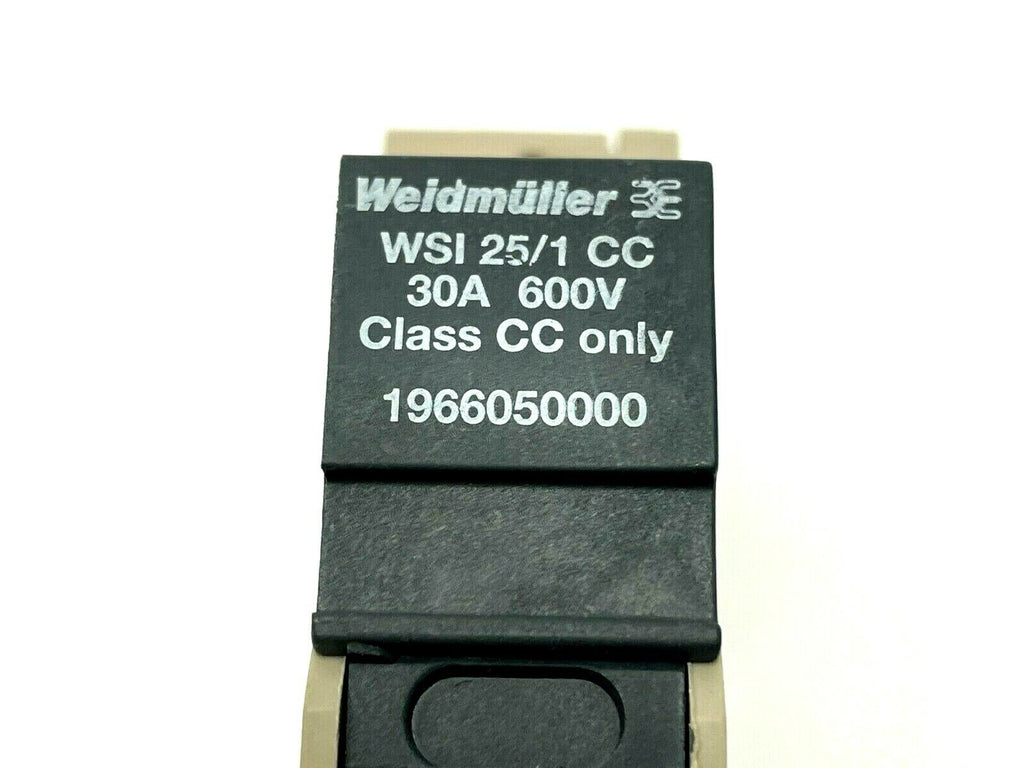 Weidmüller
WSI 25/1 CC
30A 600V
Class CC only
1966050000